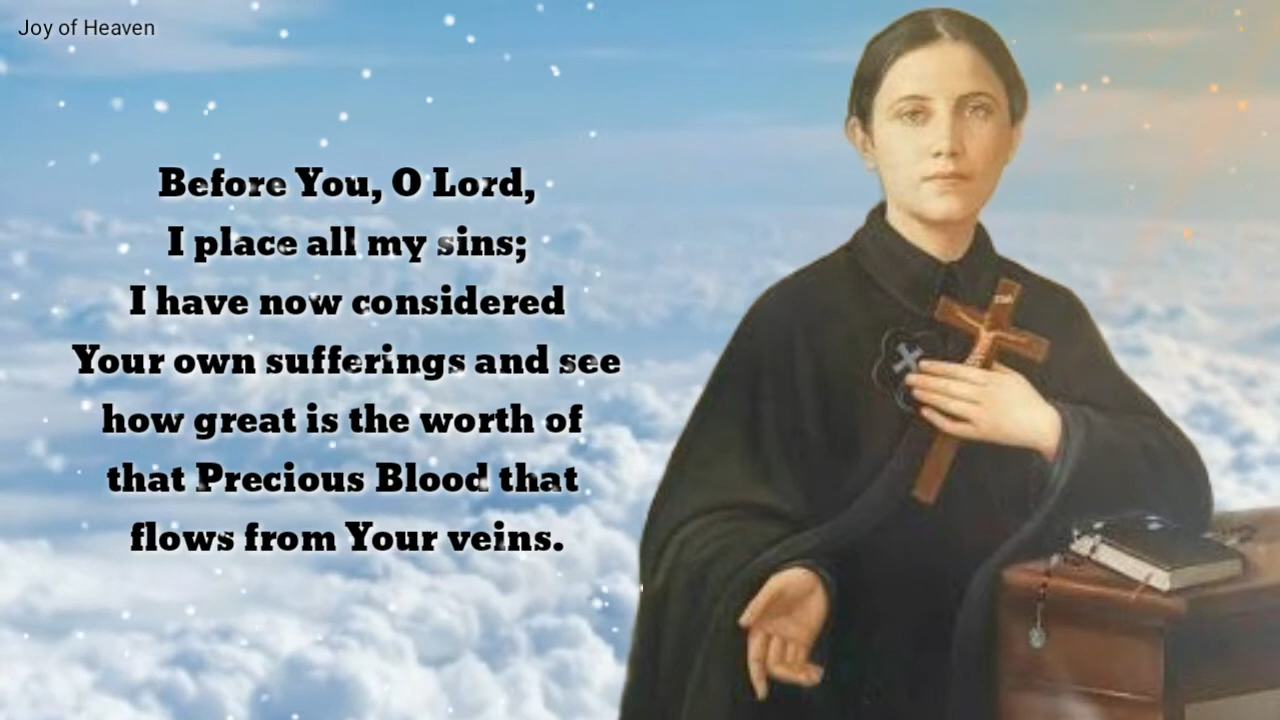 Joy of Heaven
Before You, O Lord,
I place all my sins;
I have now considered
Your own sufferings and see
how great is the worth of
that Precious Blood that
flows from Your veins.